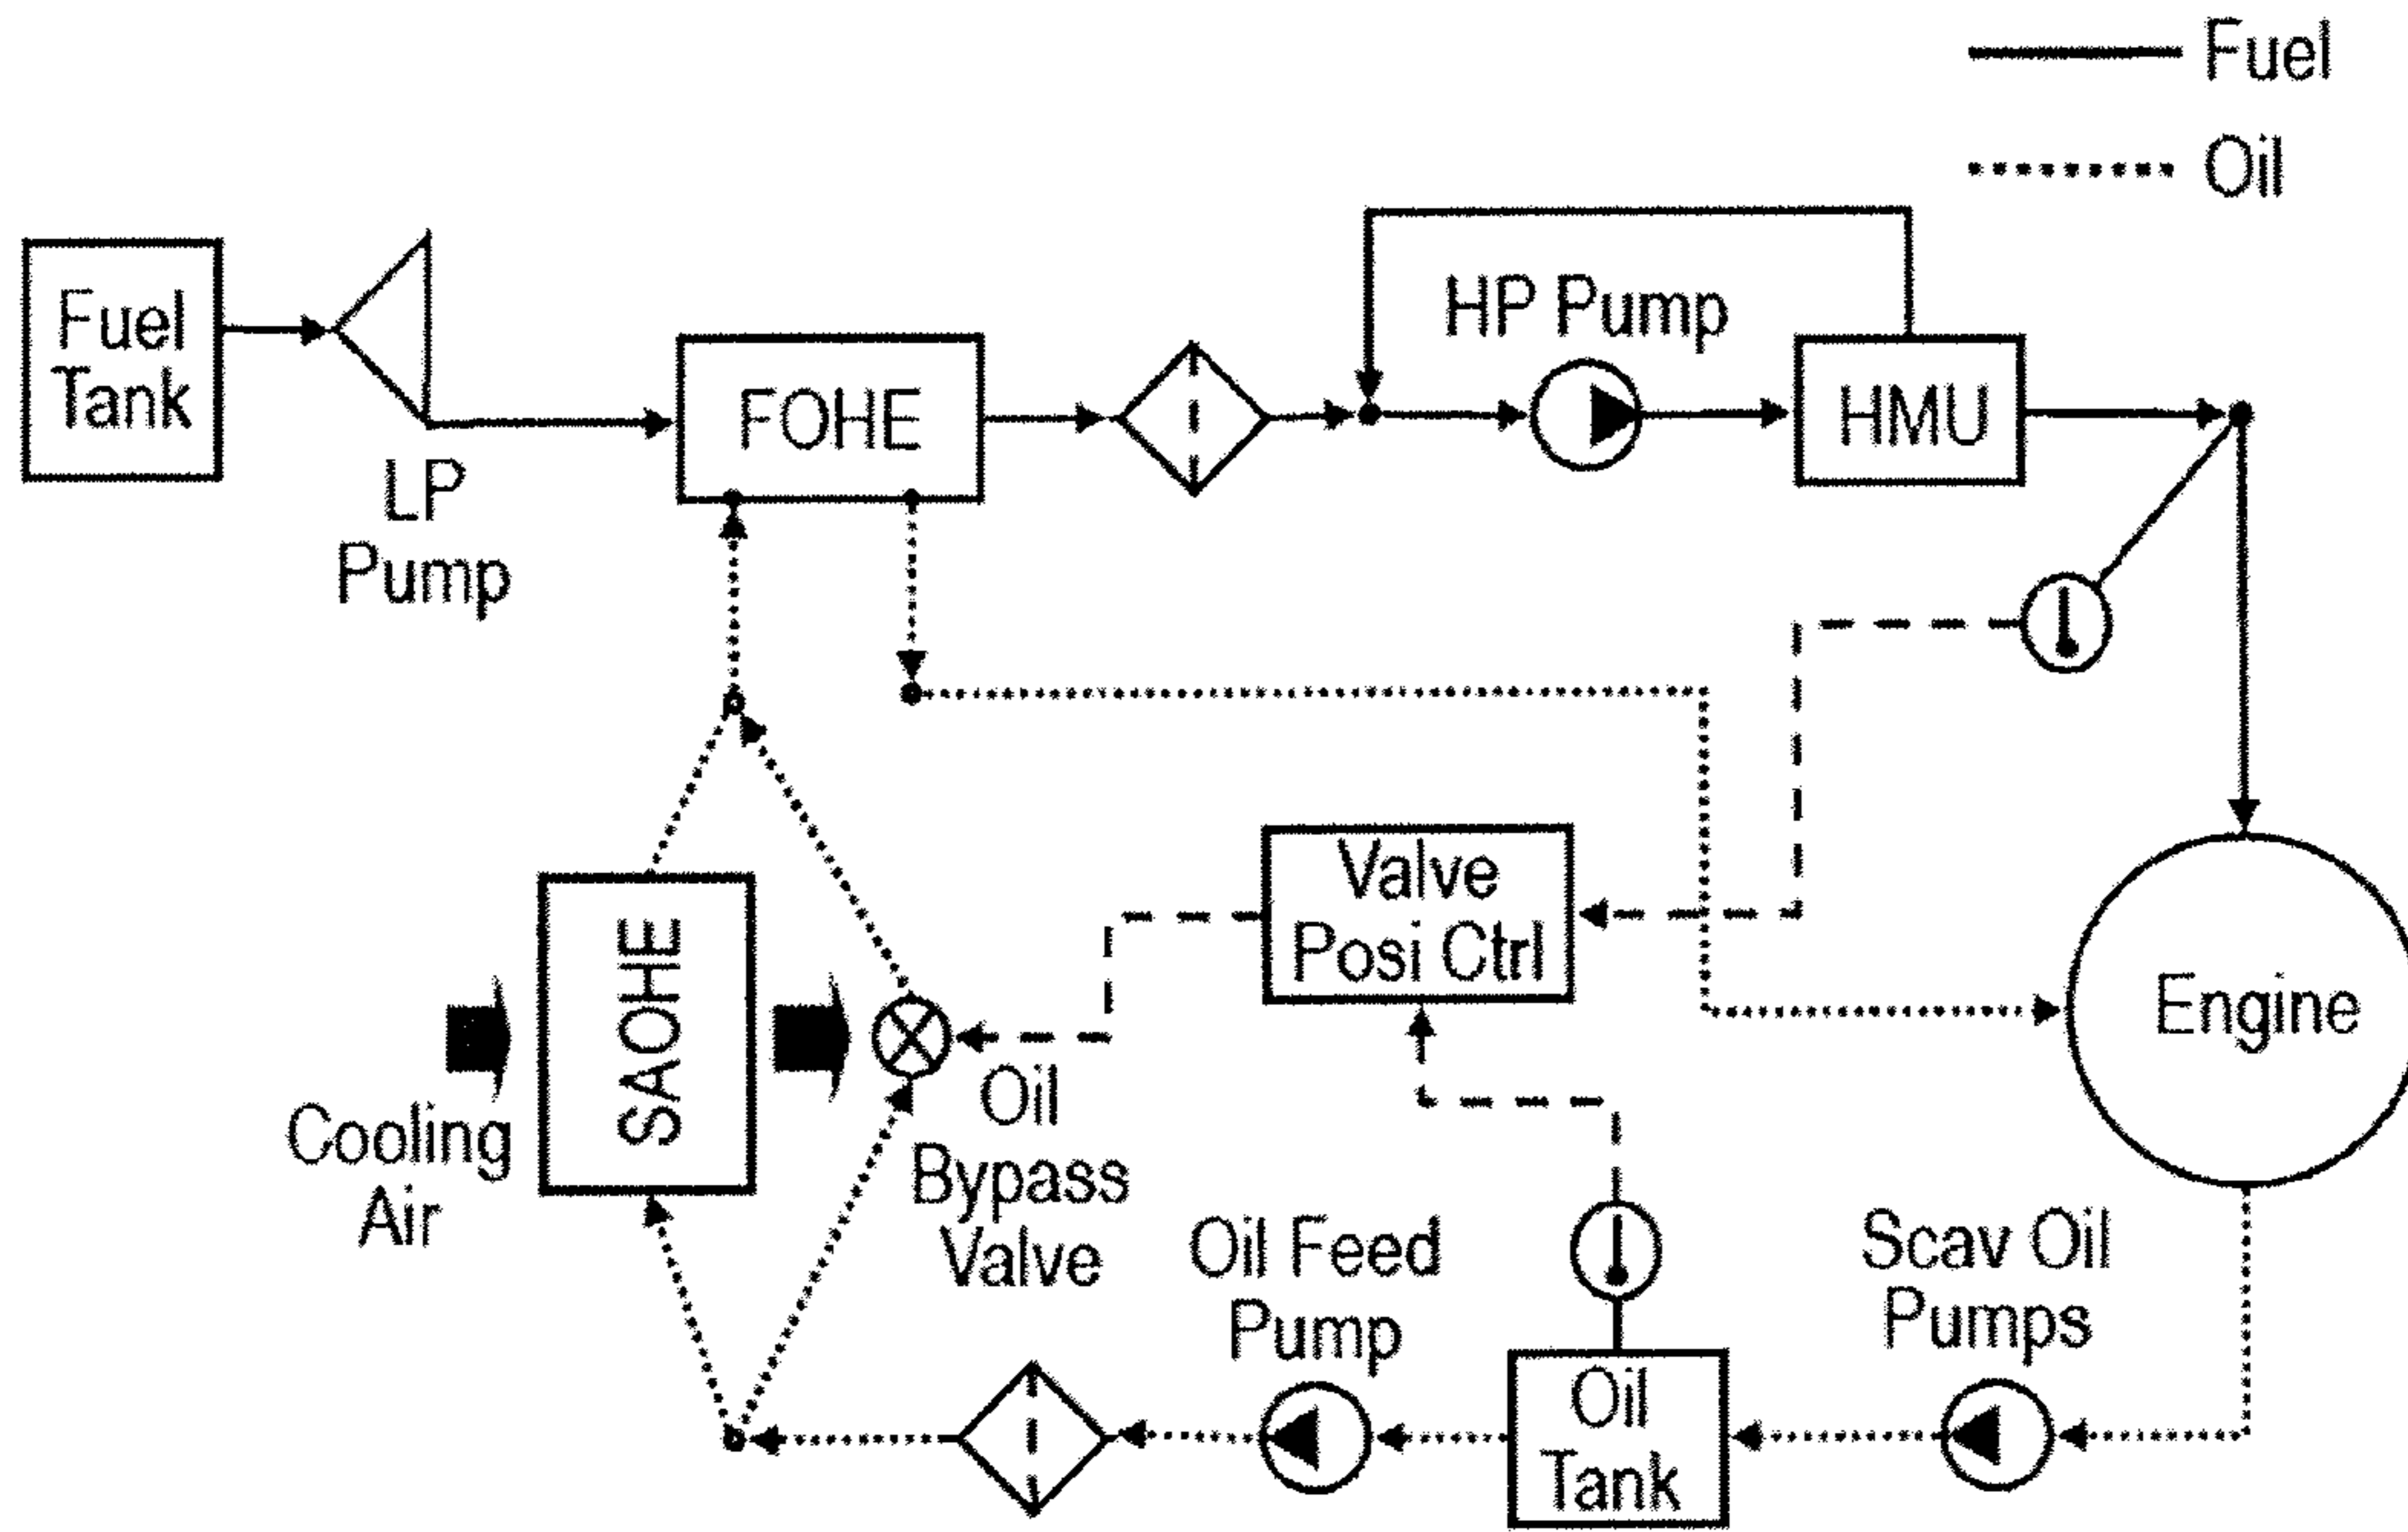 Fuel
Oil
Fuel
Tank
LP
Pump
FOHE
HP Pump
HMU
Valve
Posi Ctrl
SAOHE
Cooling
Air
Oil
Bypass
Valve
Engine
Oil Feed
Pump
Oil
Tank
Scav Oil
Pumps